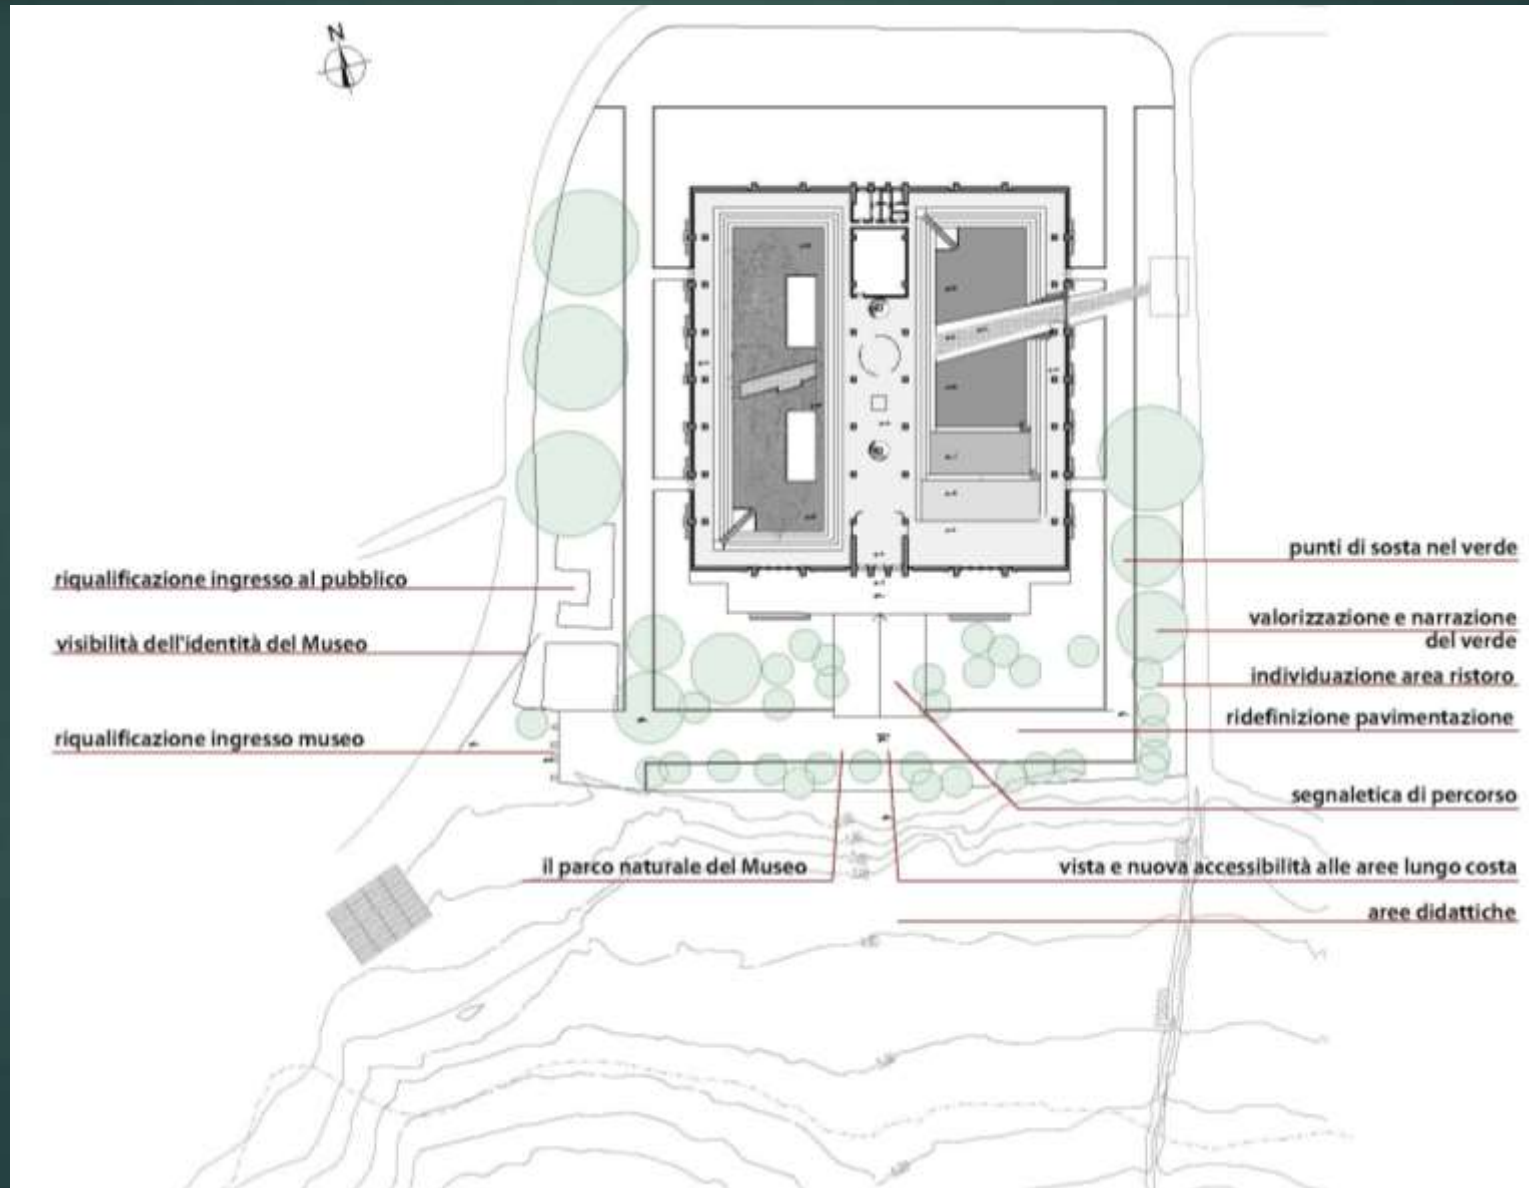 N
riqualificazione ingresso al pubblico
visibilità dell'identità del Museo
riqualificazione ingresso museo
punti di sosta nel verde
valorizzazione e narrazione
del verde
individuazione area ristoro
ridefinizione pavimentazione
segnaletica di percorso
il parco naturale del Museo
vista e nuova accessibilità alle aree lungo costa
aree didattiche